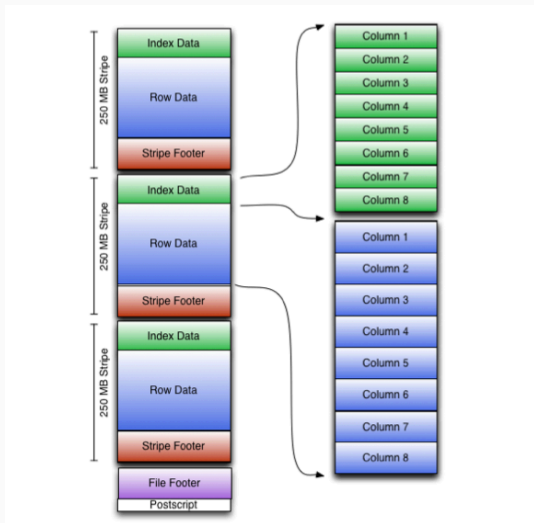 250 MB Stripe
Index Data
Row Data
Stripe Footer
250 MB Stripe
Index Data
Row Data
Stripe Footer
250 MB Stripe
Index Data
Row Data
Stripe Footer
File Footer
Postscript
Column 1
Column 2
Column 3
Column 4
Column 5
Column 6
Column 7
Column 8
Column 1
Column 2
Column 3
Column 4
Column 5
Column 6
Column 7
Column 8